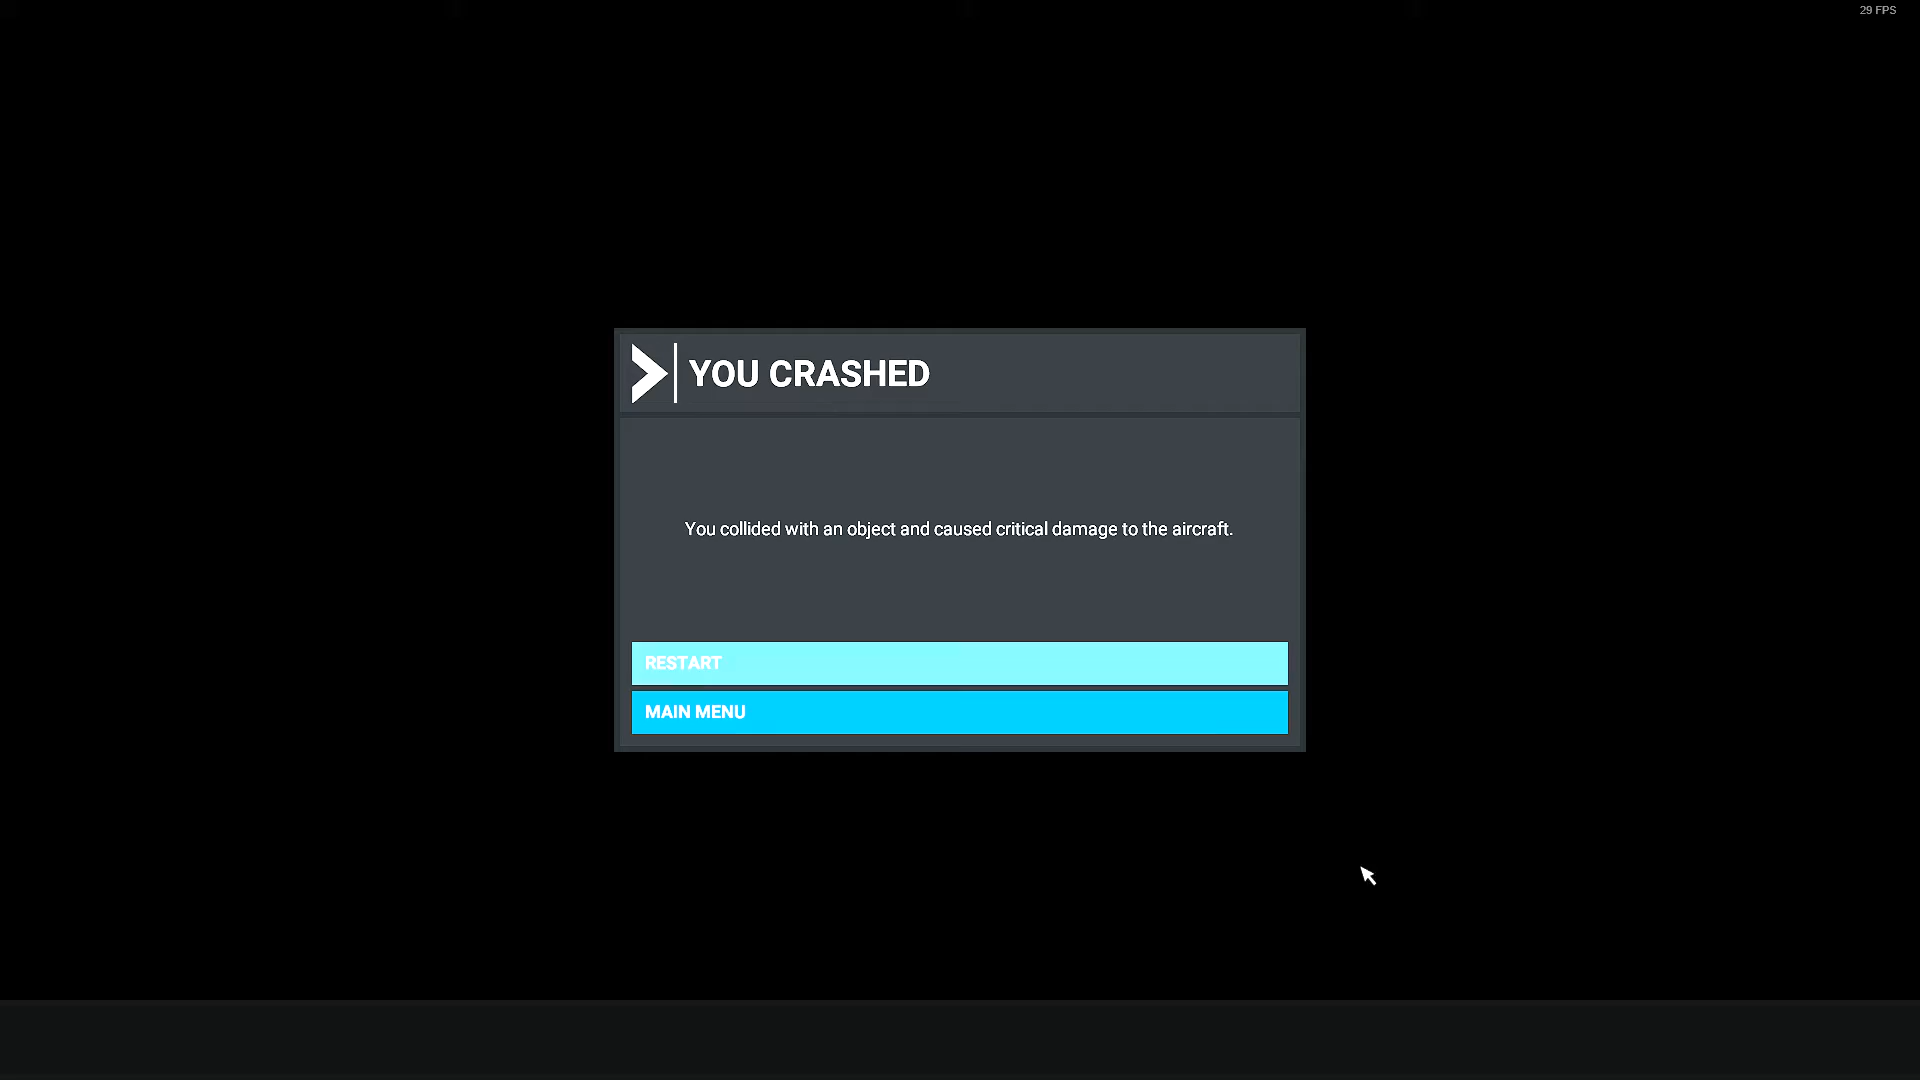 29 FPS
YOU CRASHED
You collided with an object and caused critical damage to the aircraft.
RESTART
MAIN MENU